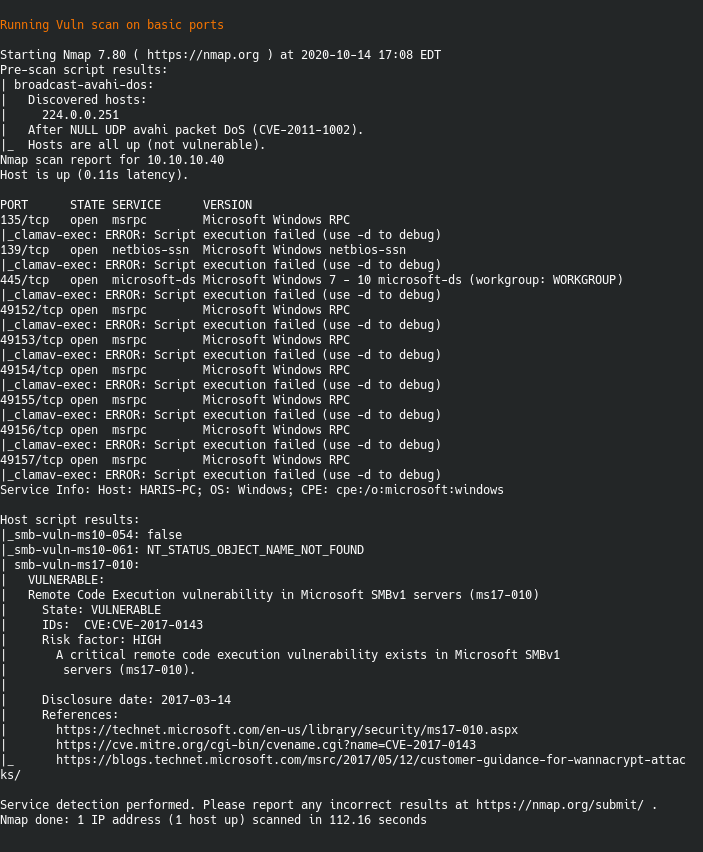 Running Vuln scan on basic ports
Starting Nmap 7.80 ( https://nmap.org ) at 2020-10-14 17:08 EDT
Pre-scan script results:
| broadcast-avahi-dos:
|   Discovered hosts:
|     224.0.0.251
|   After NULL UDP avahi packet DoS (CVE-2011-1002).
|_  Hosts are all up (not vulnerable).
Nmap scan report for 10.10.10.40
Host is up (0.11s latency).
PORT      STATE SERVICE      VERSION
135/tcp   open  msrpc        Microsoft Windows RPC
|_clamav-exec: ERROR: Script execution failed (use -d to debug)
139/tcp   open  netbios-ssn  Microsoft Windows netbios-ssn
|_clamav-exec: ERROR: Script execution failed (use -d to debug)
445/tcp   open  microsoft-ds Microsoft Windows 7 - 10 microsoft-ds (workgroup: WORKGROUP)
|_clamav-exec: ERROR: Script execution failed (use -d to debug)
49152/tcp open  msrpc        Microsoft Windows RPC
|_clamav-exec: ERROR: Script execution failed (use -d to debug)
49153/tcp open  msrpc        Microsoft Windows RPC
|_clamav-exec: ERROR: Script execution failed (use -d to debug)
49154/tcp open  msrpc        Microsoft Windows RPC
|_clamav-exec: ERROR: Script execution failed (use -d to debug)
49155/tcp open  msrpc        Microsoft Windows RPC
|_clamav-exec: ERROR: Script execution failed (use -d to debug)
49156/tcp open  msrpc        Microsoft Windows RPC
|_clamav-exec: ERROR: Script execution failed (use -d to debug)
49157/tcp open  msrpc        Microsoft Windows RPC
|_clamav-exec: ERROR: Script execution failed (use -d to debug)
Service Info: Host: HARIS-PC; OS: Windows; CPE: cpe:/o:microsoft:windows
Host script results:
|_smb-vuln-ms10-054: false
|_smb-vuln-ms10-061: NT_STATUS_OBJECT_NAME_NOT_FOUND
| smb-vuln-ms17-010:
|   VULNERABLE:
|   Remote Code Execution vulnerability in Microsoft SMBv1 servers (ms17-010)
|     State: VULNERABLE
|     IDs:  CVE:CVE-2017-0143
|     Risk factor: HIGH
|       A critical remote code execution vulnerability exists in Microsoft SMBv1
|        servers (ms17-010).
|
|     Disclosure date: 2017-03-14
|     References:
|       https://technet.microsoft.com/en-us/library/security/ms17-010.aspx
|       https://cve.mitre.org/cgi-bin/cvename.cgi?name=CVE-2017-0143
|_      https://blogs.technet.microsoft.com/msrc/2017/05/12/customer-guidance-for-wannacrypt-attac
ks/
Service detection performed. Please report any incorrect results at https://nmap.org/submit/ .
Nmap done: 1 IP address (1 host up) scanned in 112.16 seconds